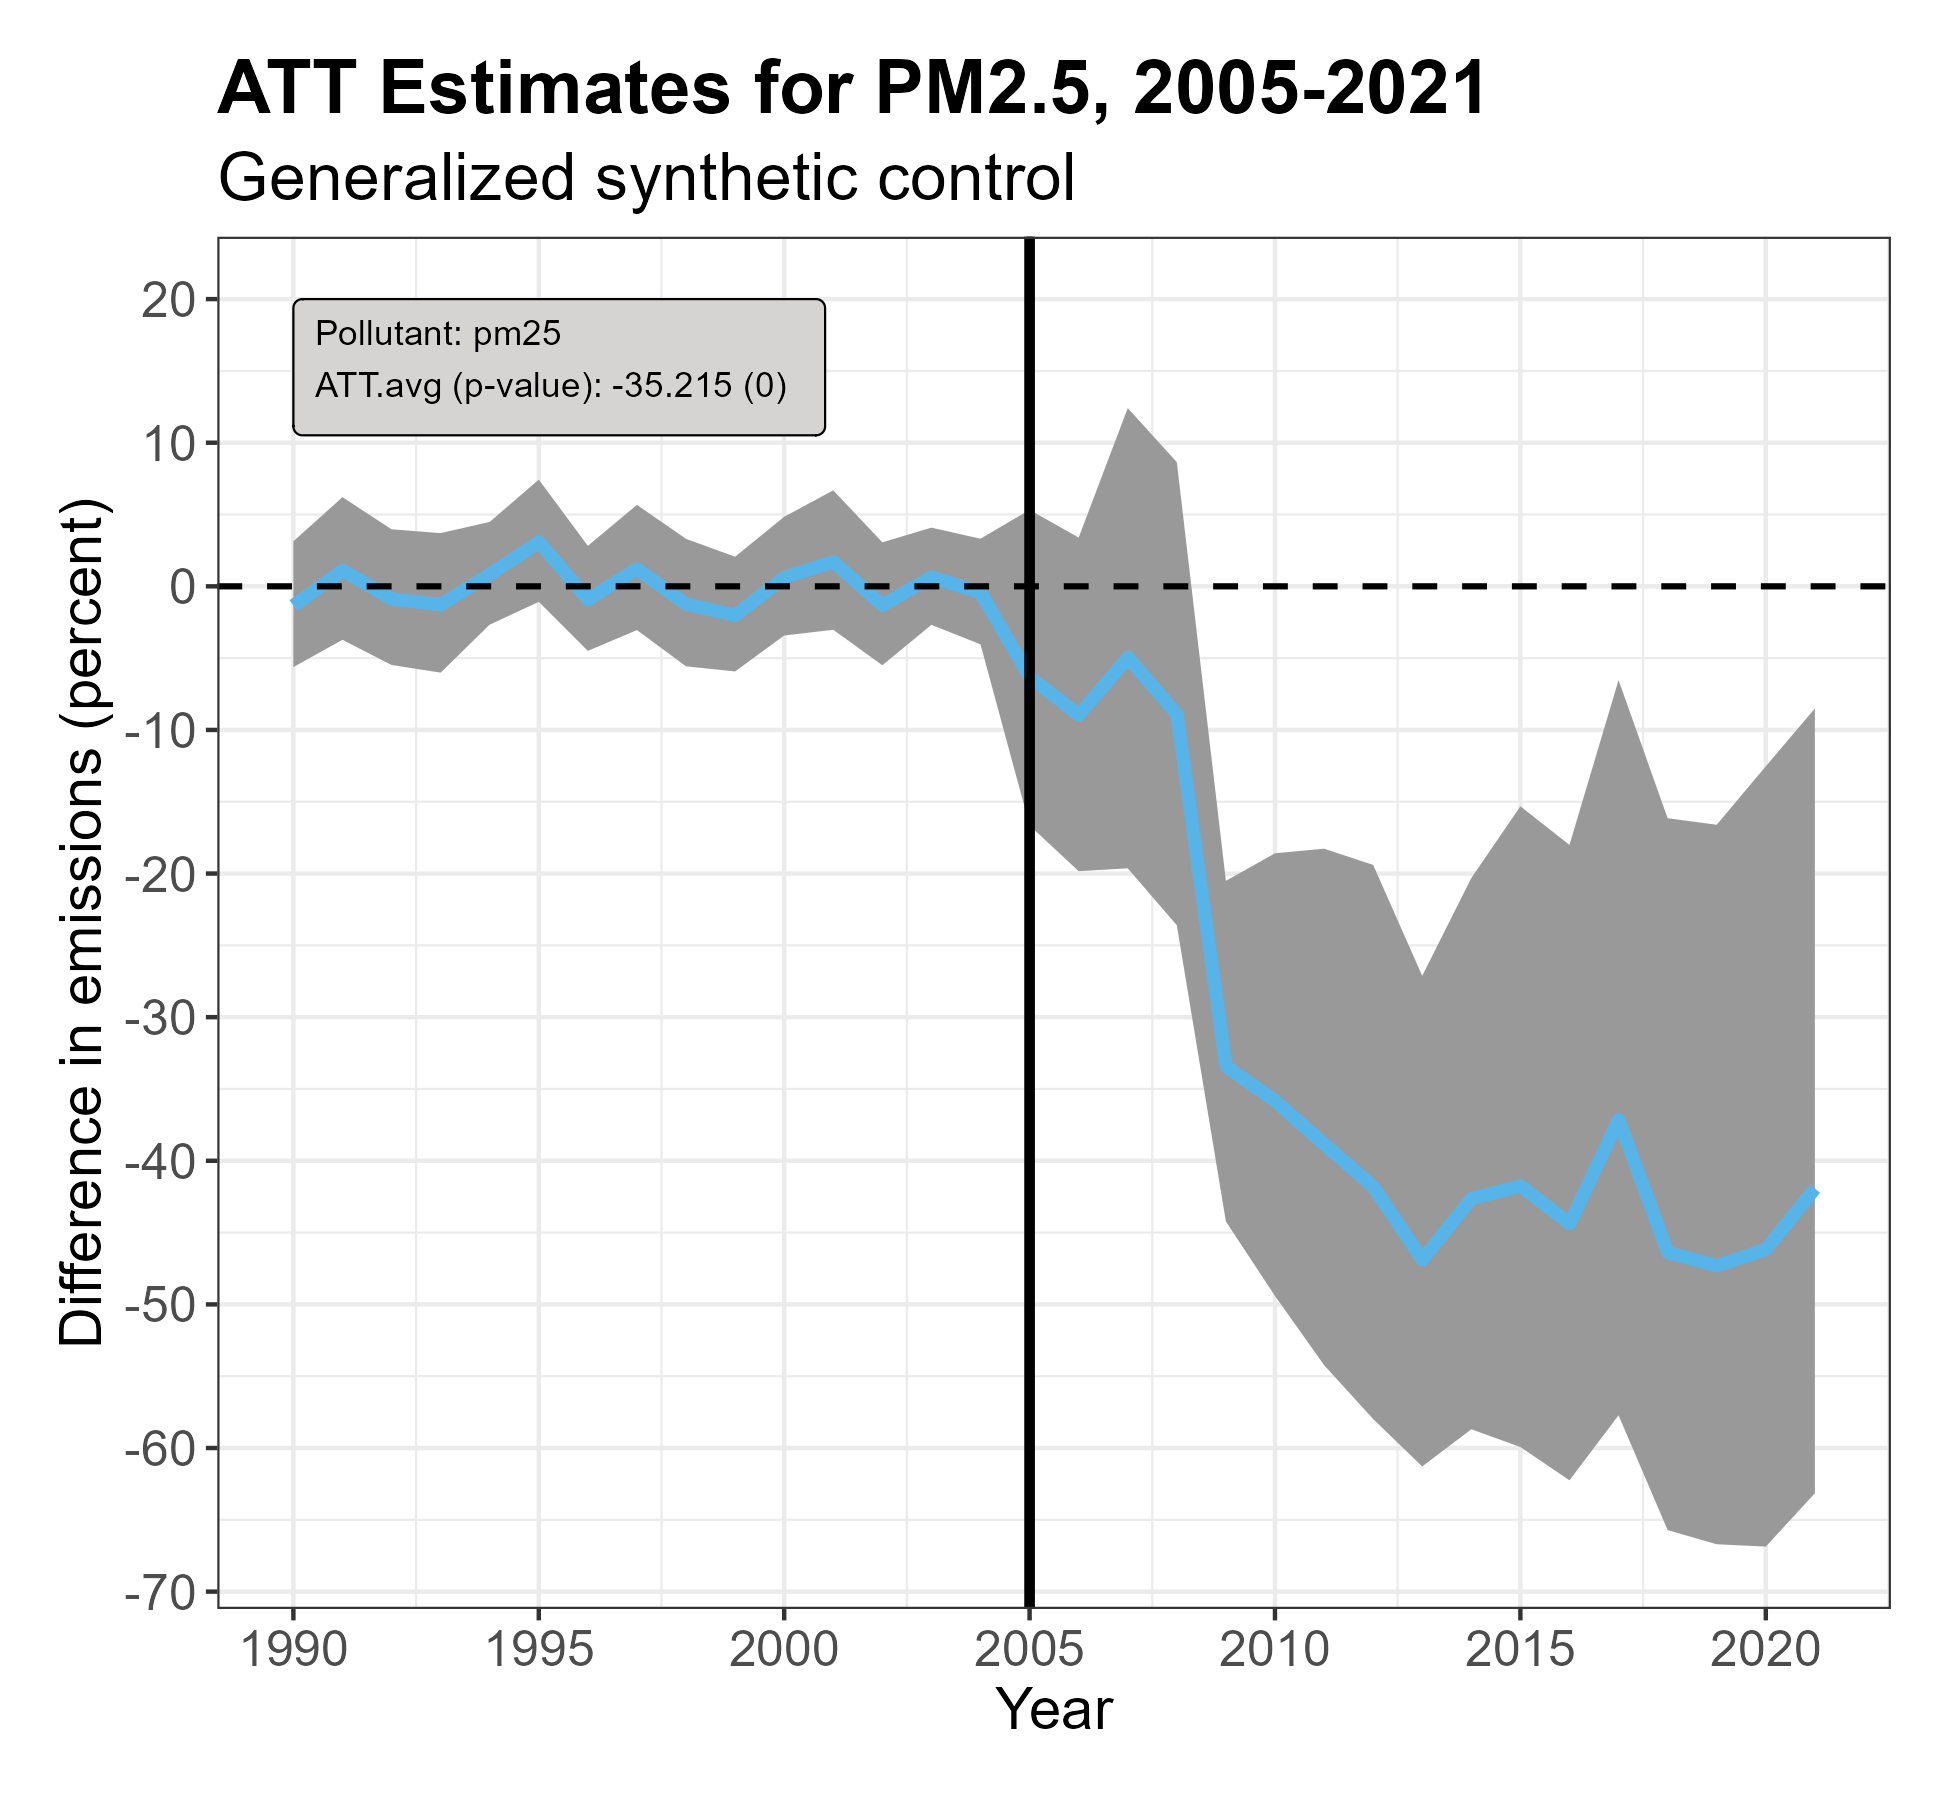 ATT Estimates for PM2.5, 2005-2021
Generalized synthetic control
Pollutant: pm25
ATT.avg (p-value): -35.215 (0)
Difference in emissions (percent)
20
10
0
-10
-20
-30
-40
-50
-60
-70
1990 1995 2000 2005 2010 2015 2020
Year